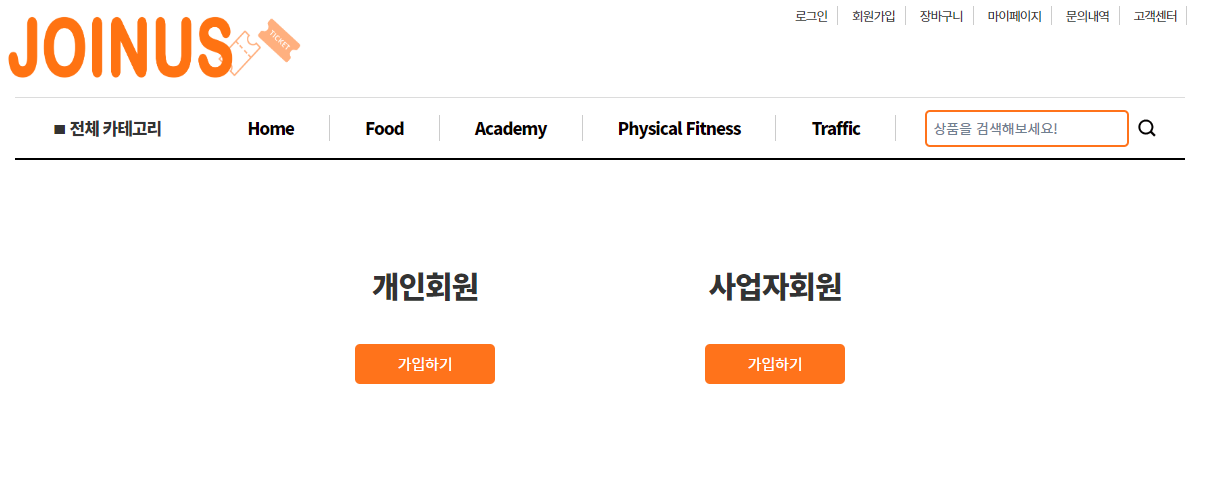 로그인 회원가입 장바구니 마이페이지 문의내역 고객센터
JOINUS TICKET
■ 전체 카테고리 Home Food Academy Physical Fitness Traffic 상품을 검색해보세요!
개인회원 사업자회원
가입하기 가입하기